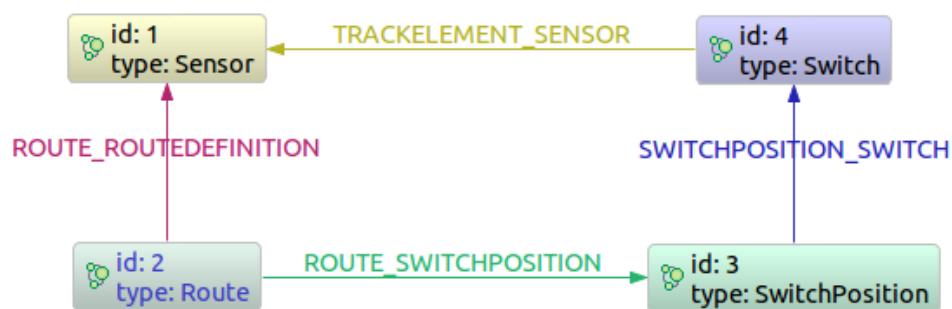 id: 1
type: Sensor
TRACKELEMENT_SENSOR
id: 4
type: Switch
ROUTE_ROUTEDEFINITION
SWITCHPOSITION_SWITCH
id: 2
type: Route
ROUTE_SWITCHPOSITION
id: 3
type: SwitchPosition